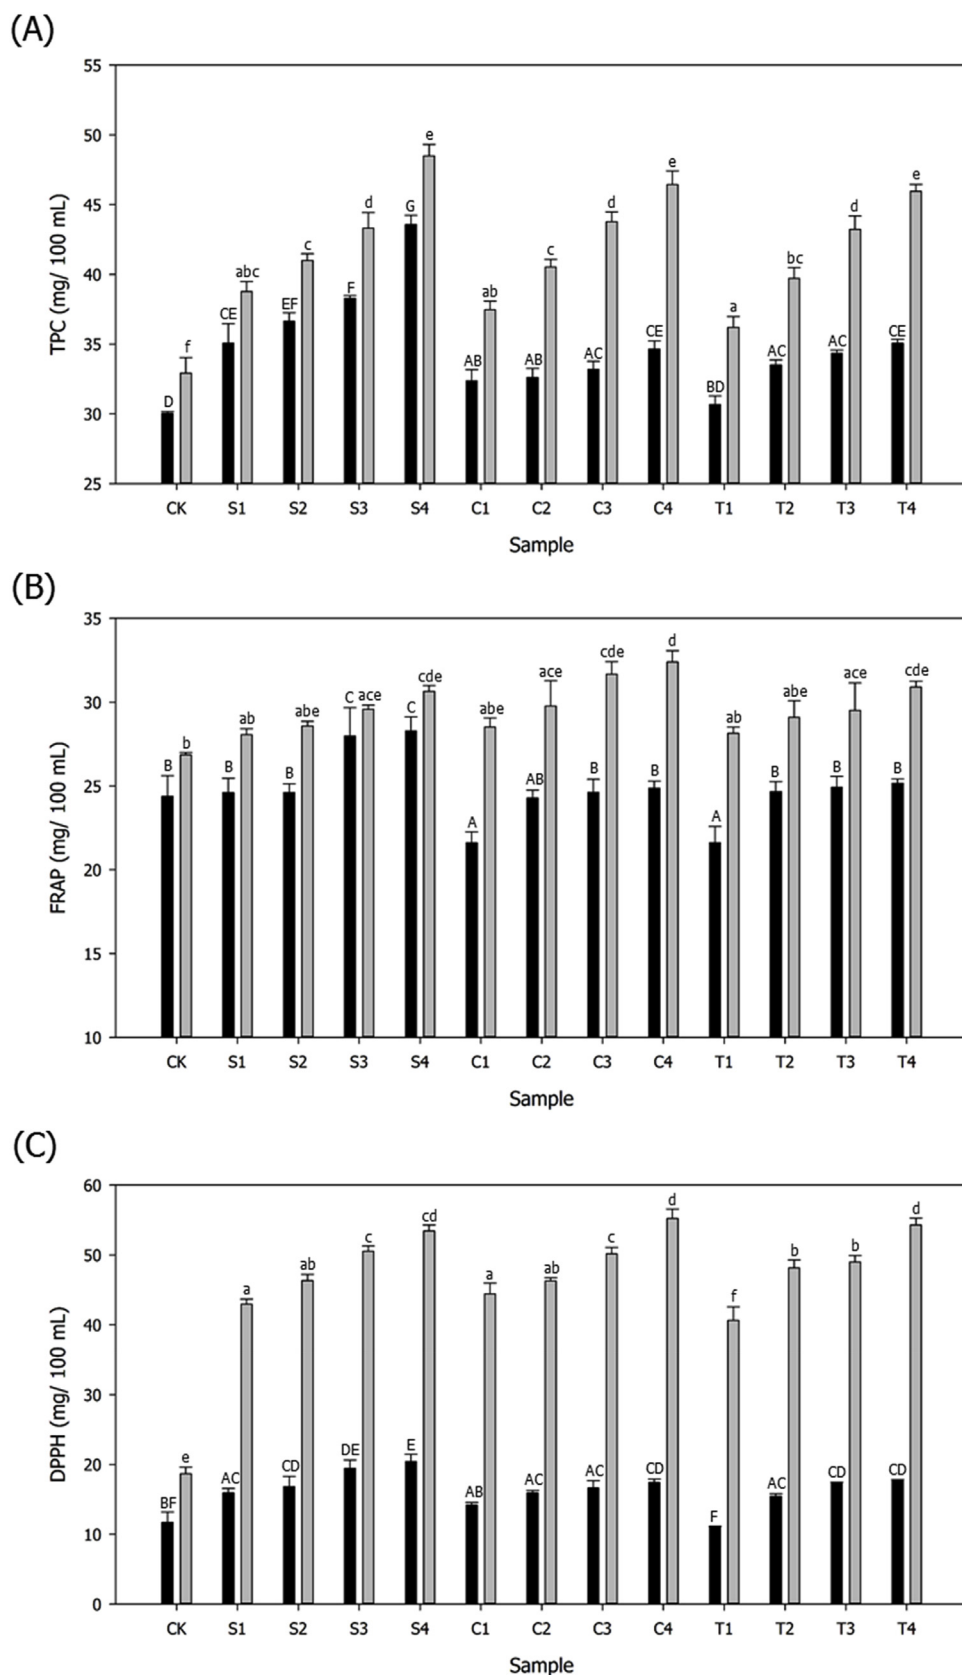 (A)
55
50
45
40
35
30
25
TPC (mg/ 100 mL)
D f CE abc EF c F d G e AB ab AB c AC d CE e BD a AC bc AC d CE e
CK S1 S2 S3 S4 C1 C2 C3 C4 T1 T2 T3 T4
Sample
(B)
35
30
25
20
15
10
FRAP (mg/ 100 mL)
B b B ab B abe C ace C cde A abe AB ace B cde B d A ab B abe B ace B cde
CK S1 S2 S3 S4 C1 C2 C3 C4 T1 T2 T3 T4
Sample
(C)
60
50
40
30
20
10
0
DPPH (mg/ 100 mL)
BF e AC a CD ab DE c E cd AB a AC ab AC c CD d F f AC b CD b CD d
CK S1 S2 S3 S4 C1 C2 C3 C4 T1 T2 T3 T4
Sample